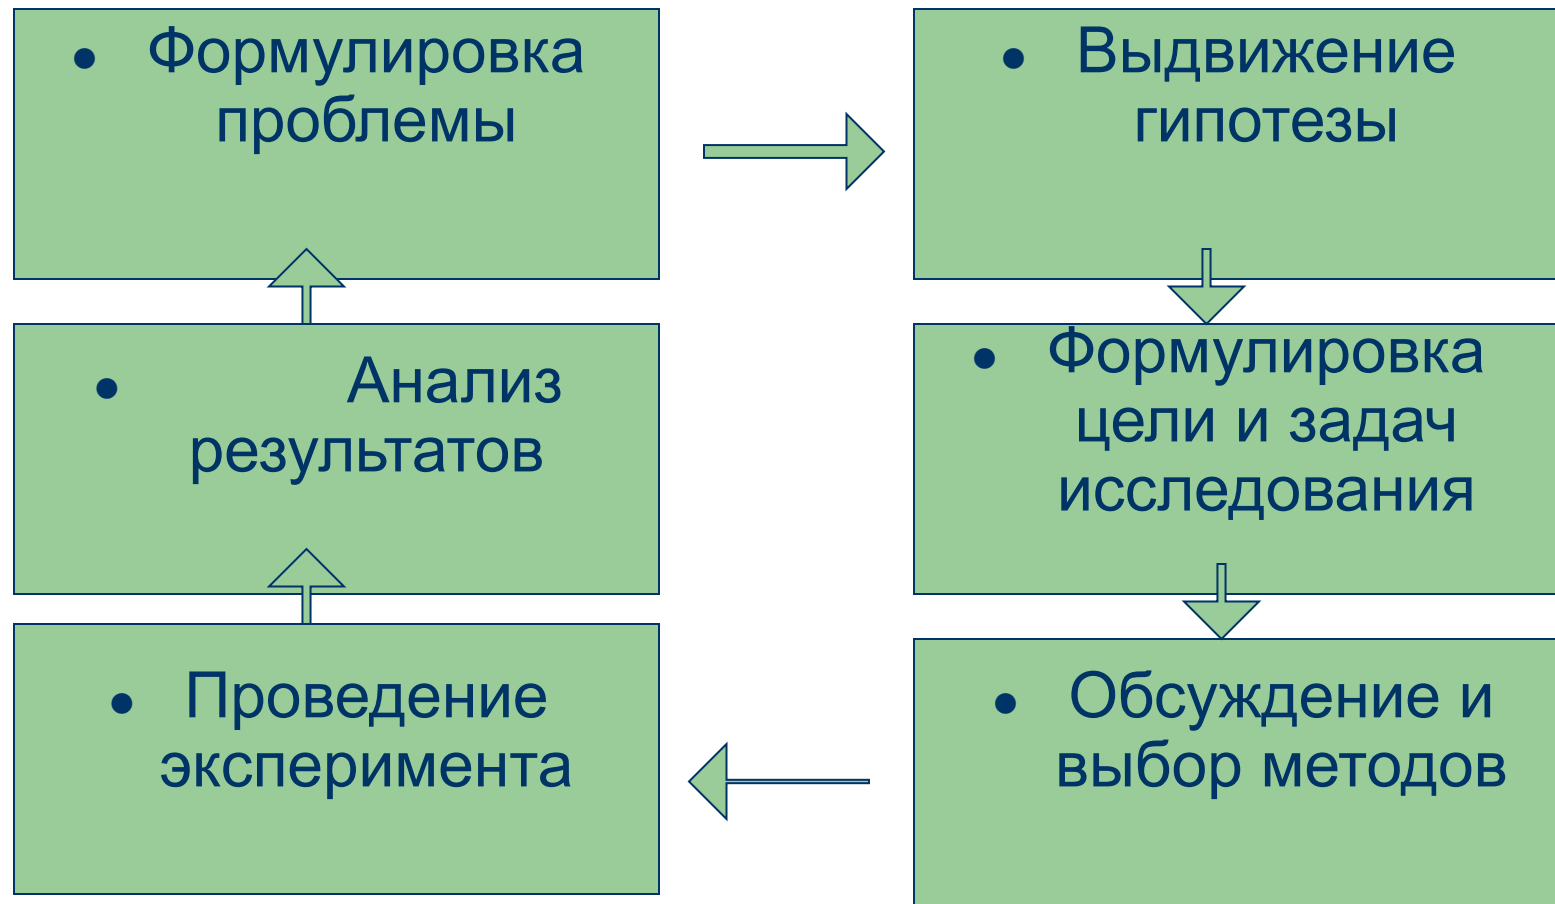 • Формулировка
проблемы
• Выдвижение
гипотезы
• Анализ
результатов
• Формулировка
цели и задач
исследования
• Проведение
эксперимента
• Обсуждение и
выбор методов